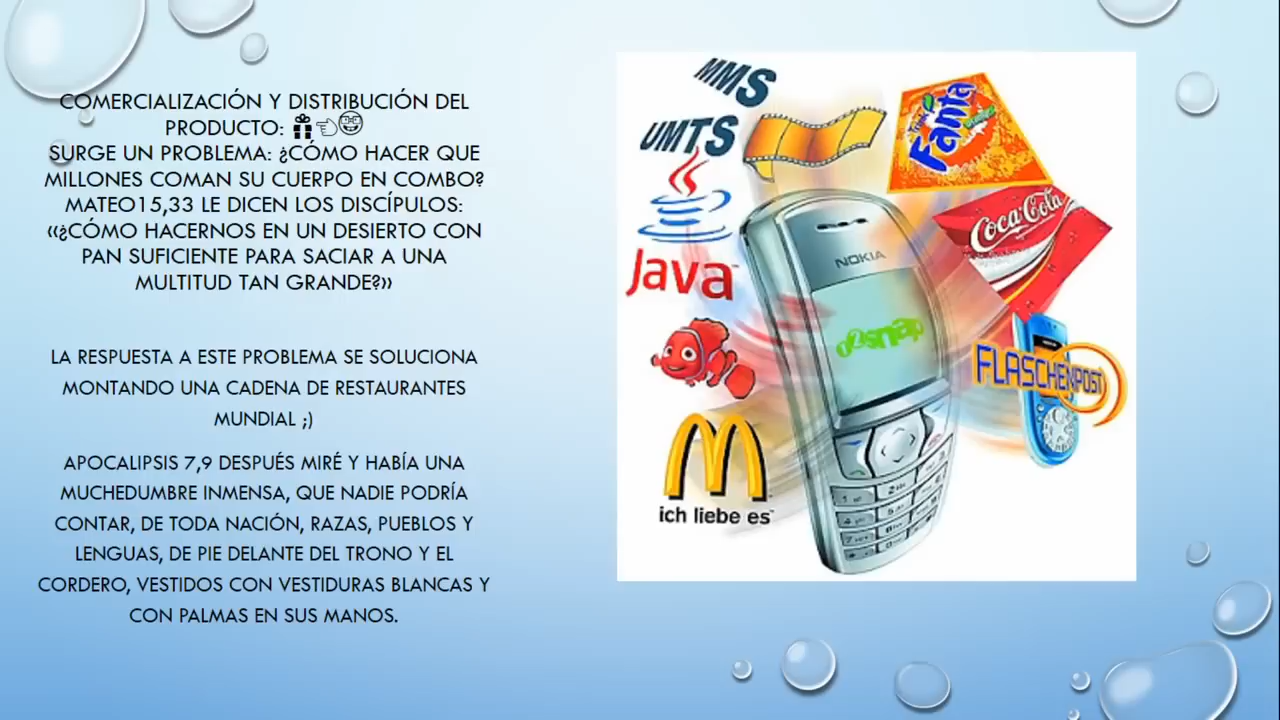 COMERCIALIZACIÓN Y DISTRIBUCIÓN DEL
PRODUCTO: 🎁👈🤓
SURGE UN PROBLEMA: ¿CÓMO HACER QUE
MILLONES COMAN SU CUERPO EN COMBO?
MATEO15,33 LE DICEN LOS DISCÍPULOS:
«¿CÓMO HACERNOS EN UN DESIERTO CON
PAN SUFICIENTE PARA SACIAR A UNA
MULTITUD TAN GRANDE?»
LA RESPUESTA A ESTE PROBLEMA SE SOLUCIONA
MONTANDO UNA CADENA DE RESTAURANTES
MUNDIAL ;)
APOCALIPSIS 7,9 DESPUÉS MIRÉ Y HABÍA UNA
MUCHEDUMBRE INMENSA, QUE NADIE PODRÍA
CONTAR, DE TODA NACIÓN, RAZAS, PUEBLOS Y
LENGUAS, DE PIE DELANTE DEL TRONO Y EL
CORDERO, VESTIDOS CON VESTIDURAS BLANCAS Y
CON PALMAS EN SUS MANOS.
MMS
UMTS
Java™
ich liebe es™
NOKIA
o2snap
Fanta
Coca-Cola
FLASCHENPOST